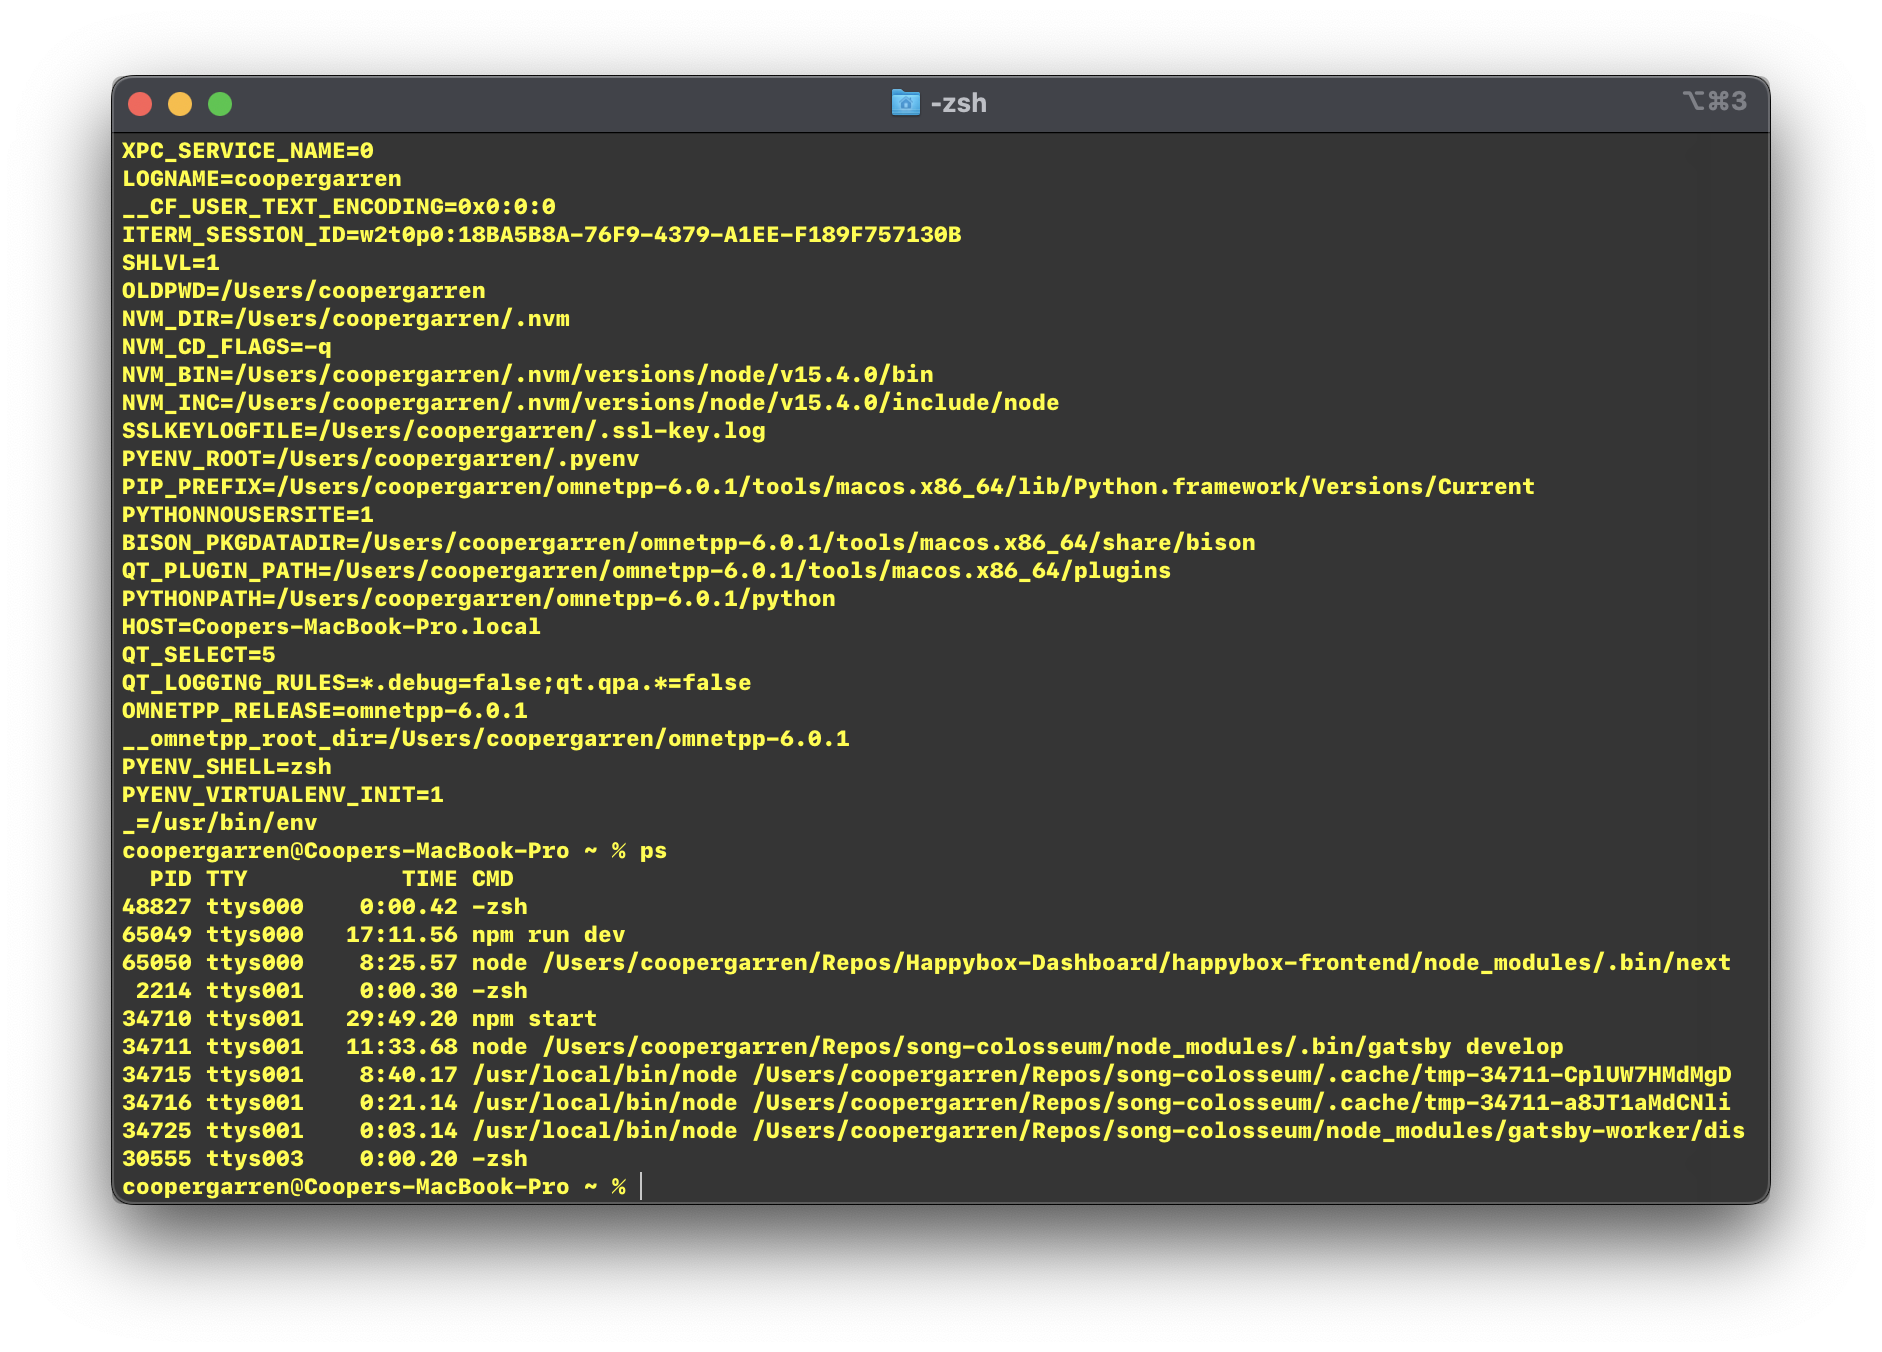 -zsh
⌥⌘3
XPC_SERVICE_NAME=0
LOGNAME=coopergarren
__CF_USER_TEXT_ENCODING=0x0:0:0
ITERM_SESSION_ID=w2t0p0:18BA5B8A-76F9-4379-A1EE-F189F757130B
SHLVL=1
OLDPWD=/Users/coopergarren
NVM_DIR=/Users/coopergarren/.nvm
NVM_CD_FLAGS=-q
NVM_BIN=/Users/coopergarren/.nvm/versions/node/v15.4.0/bin
NVM_INC=/Users/coopergarren/.nvm/versions/node/v15.4.0/include/node
SSLKEYLOGFILE=/Users/coopergarren/.ssl-key.log
PYENV_ROOT=/Users/coopergarren/.pyenv
PIP_PREFIX=/Users/coopergarren/omnetpp-6.0.1/tools/macos.x86_64/lib/Python.framework/Versions/Current
PYTHONNOUSERSITE=1
BISON_PKGDATADIR=/Users/coopergarren/omnetpp-6.0.1/tools/macos.x86_64/share/bison
QT_PLUGIN_PATH=/Users/coopergarren/omnetpp-6.0.1/tools/macos.x86_64/plugins
PYTHONPATH=/Users/coopergarren/omnetpp-6.0.1/python
HOST=Coopers-MacBook-Pro.local
QT_SELECT=5
QT_LOGGING_RULES=*.debug=false;qt.qpa.*=false
OMNETPP_RELEASE=omnetpp-6.0.1
__omnetpp_root_dir=/Users/coopergarren/omnetpp-6.0.1
PYENV_SHELL=zsh
PYENV_VIRTUALENV_INIT=1
_=/usr/bin/env
coopergarren@Coopers-MacBook-Pro ~ % ps
  PID TTY           TIME CMD
48827 ttys000    0:00.42 -zsh
65049 ttys000   17:11.56 npm run dev
65050 ttys000    8:25.57 node /Users/coopergarren/Repos/Happybox-Dashboard/happybox-frontend/node_modules/.bin/next
 2214 ttys001    0:00.30 -zsh
34710 ttys001   29:49.20 npm start
34711 ttys001   11:33.68 node /Users/coopergarren/Repos/song-colosseum/node_modules/.bin/gatsby develop
34715 ttys001    8:40.17 /usr/local/bin/node /Users/coopergarren/Repos/song-colosseum/.cache/tmp-34711-CplUW7HMdMgD
34716 ttys001    0:21.14 /usr/local/bin/node /Users/coopergarren/Repos/song-colosseum/.cache/tmp-34711-a8JT1aMdCNli
34725 ttys001    0:03.14 /usr/local/bin/node /Users/coopergarren/Repos/song-colosseum/node_modules/gatsby-worker/dis
30555 ttys003    0:00.20 -zsh
coopergarren@Coopers-MacBook-Pro ~ %